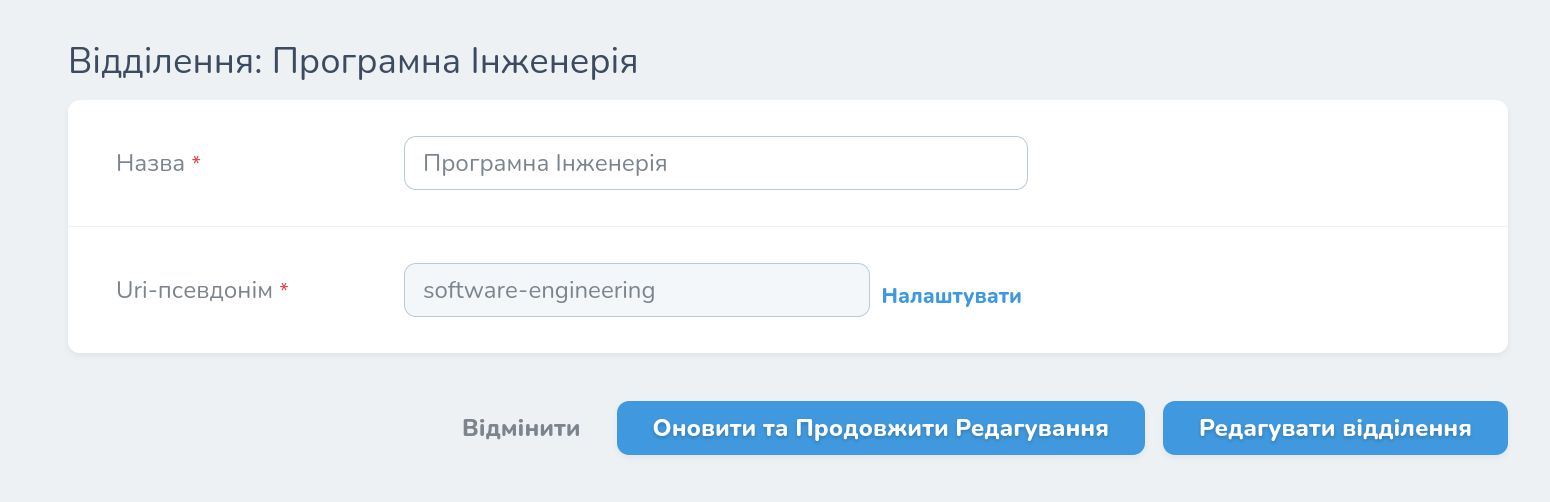 Відділення: Програмна Інженерія
Назва *
Програмна Інженерія
Uri-псевдонім *
software-engineering
Налаштувати
Відмінити
Оновити та Продовжити Редагування
Редагувати відділення